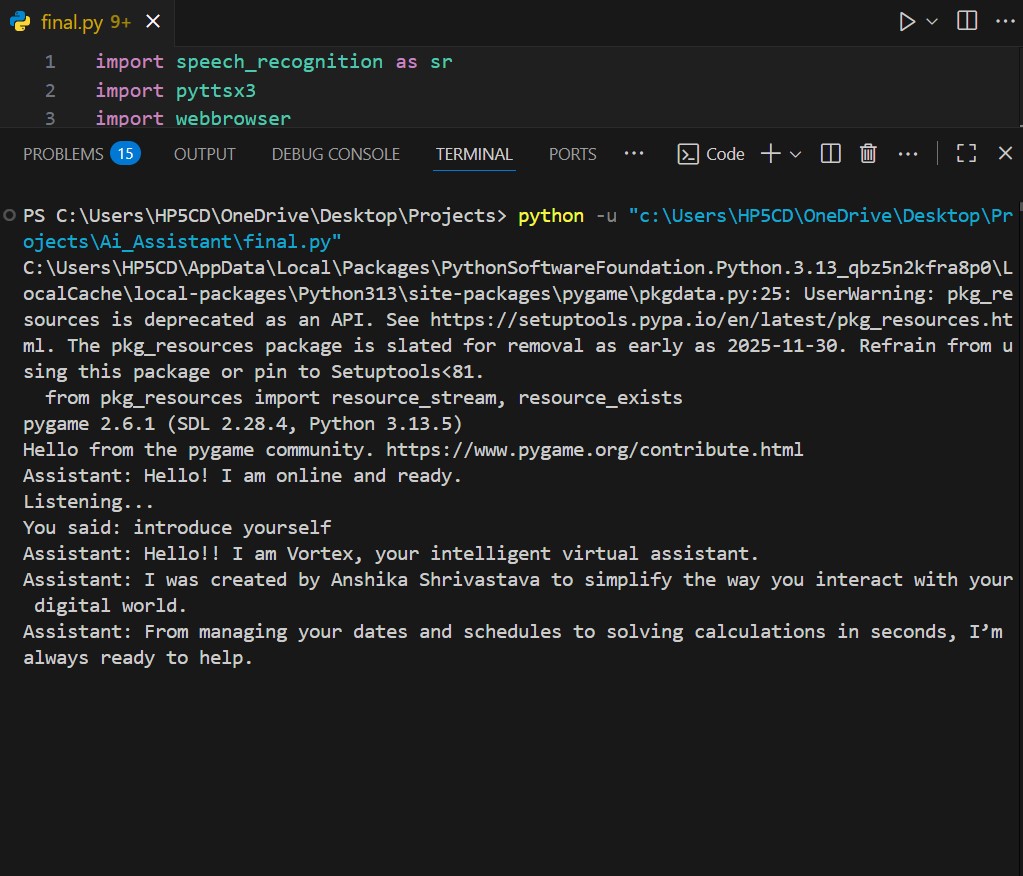 final.py 9+
1 import speech_recognition as sr
2 import pyttsx3
3 import webbrowser
PROBLEMS 15 OUTPUT DEBUG CONSOLE TERMINAL PORTS ... Code
PS C:\Users\HP5CD\OneDrive\Desktop\Projects> python -u "c:\Users\HP5CD\OneDrive\Desktop\Pr
ojects\Ai_Assistant\final.py"
C:\Users\HP5CD\AppData\Local\Packages\PythonSoftwareFoundation.Python.3.13_qbz5n2kfra8p0\L
ocalCache\local-packages\Python313\site-packages\pygame\pkgdata.py:25: UserWarning: pkg_re
sources is deprecated as an API. See https://setuptools.pypa.io/en/latest/pkg_resources.ht
ml. The pkg_resources package is slated for removal as early as 2025-11-30. Refrain from u
sing this package or pin to Setuptools<81.
  from pkg_resources import resource_stream, resource_exists
pygame 2.6.1 (SDL 2.28.4, Python 3.13.5)
Hello from the pygame community. https://www.pygame.org/contribute.html
Assistant: Hello! I am online and ready.
Listening...
You said: introduce yourself
Assistant: Hello!! I am Vortex, your intelligent virtual assistant.
Assistant: I was created by Anshika Shrivastava to simplify the way you interact with your
 digital world.
Assistant: From managing your dates and schedules to solving calculations in seconds, I’m
always ready to help.